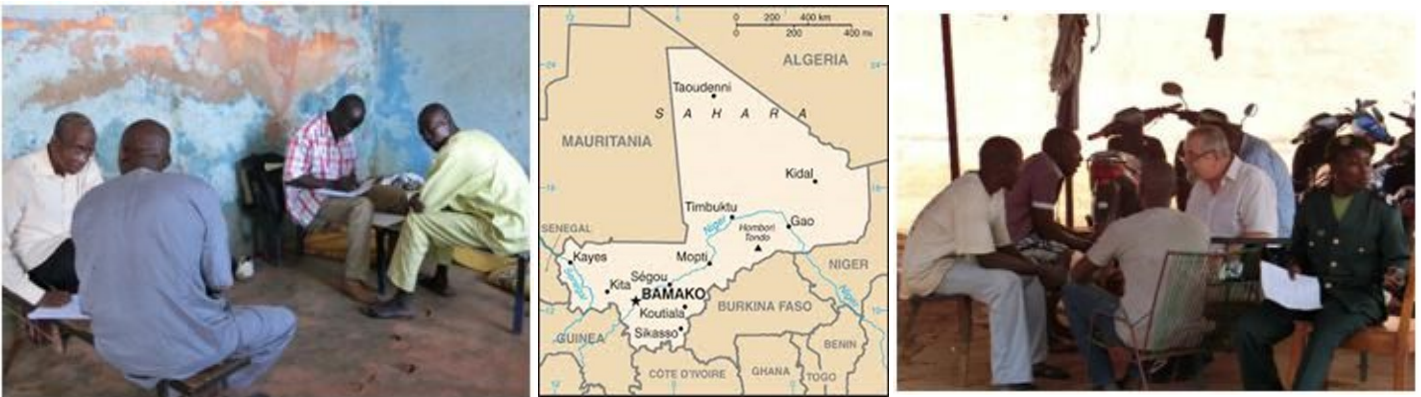 0 200 400 km
0 200 400 mi
ALGERIA
Taoudenni
S A H A R A
MAURITANIA
Kidal
Timbuktu
Niger
Gao
Hombori
Tondo
SENEGAL
Kayes
Mopti
NIGER
Senegal
Kita
Ségou
BAMAKO
Niger
Koutiala
BURKINA FASO
GUINEA
Sikasso
BENIN
CÔTE D'IVOIRE
GHANA
TOGO